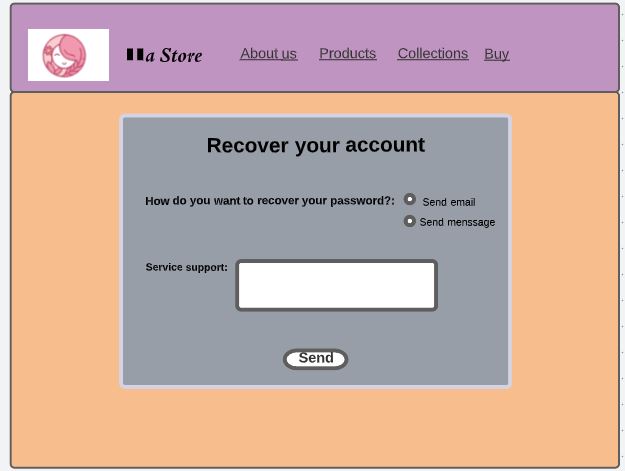 a Store
About us Products Collections Buy
Recover your account
How do you want to recover your password?: Send email
Send menssage
Service support:
Send